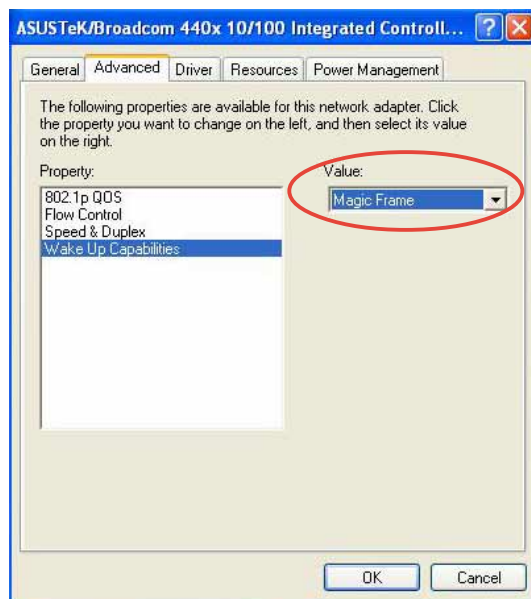 ASUSTeK/Broadcom 440x 10/100 Integrated Controll... ?
General Advanced Driver Resources Power Management
The following properties are available for this network adapter. Click
the property you want to change on the left, and then select its value
on the right.
Property:
802.1p QOS
Flow Control
Speed & Duplex
Wake Up Capabilities
Value:
Magic Frame
OK Cancel